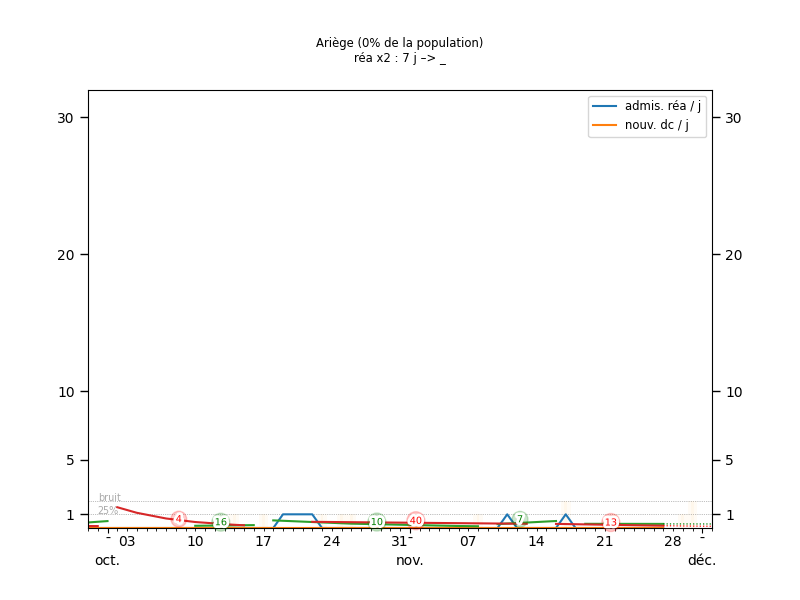 Ariège (0% de la population)
réa x2 : 7 j –> _
admis. réa / j
nouv. dc / j
30 30
20 20
10 10
5 5
1 1
bruit
25%
4 16 10 40 7 13
03 10 17 24 31 07 14 21 28
oct. nov. déc.